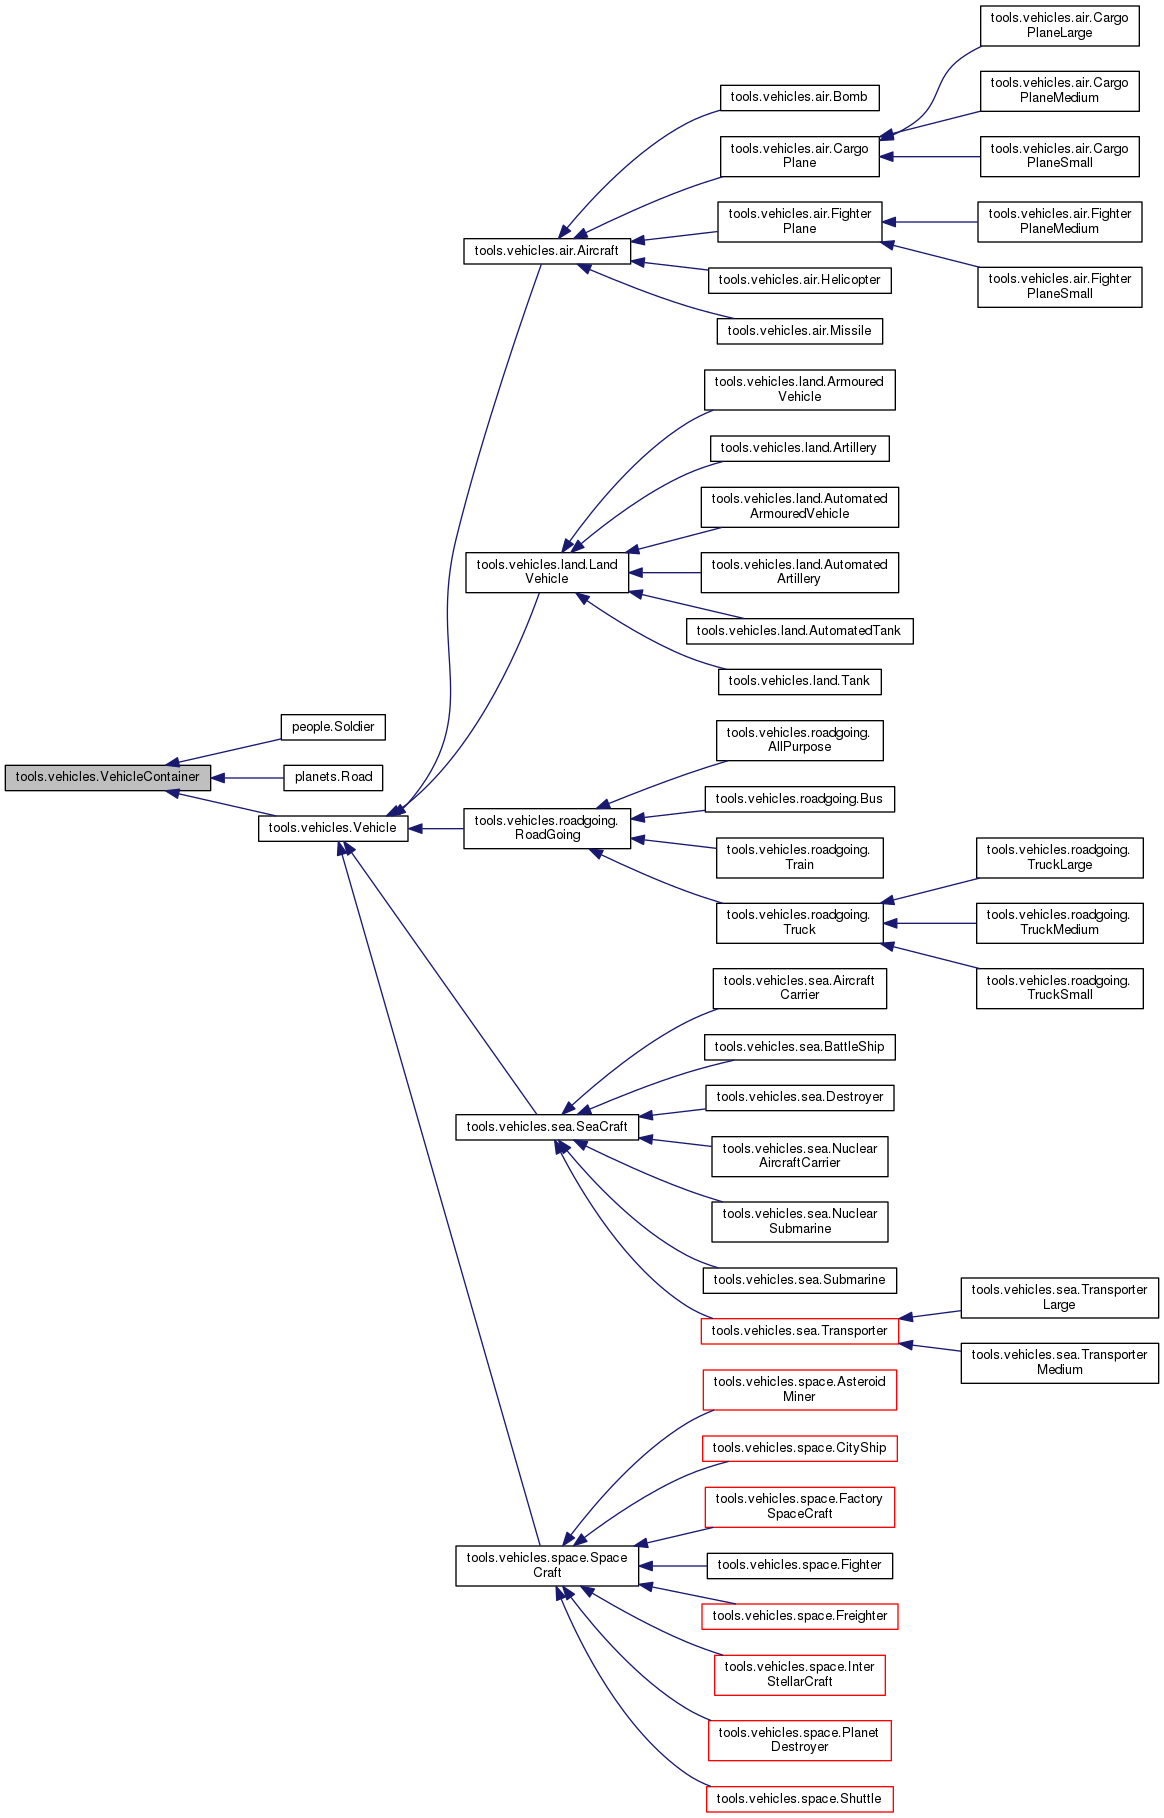 tools.vehicles.air.Cargo
PlaneLarge
tools.vehicles.air.Cargo
PlaneMedium
tools.vehicles.air.Bomb
tools.vehicles.air.Cargo
Plane
tools.vehicles.air.Cargo
PlaneSmall
tools.vehicles.air.Fighter
Plane
tools.vehicles.air.Fighter
PlaneMedium
tools.vehicles.air.Aircraft
tools.vehicles.air.Helicopter
tools.vehicles.air.Fighter
PlaneSmall
tools.vehicles.air.Missile
tools.vehicles.land.Armoured
Vehicle
tools.vehicles.land.Artillery
tools.vehicles.land.Automated
ArmouredVehicle
tools.vehicles.land.Land
Vehicle
tools.vehicles.land.Automated
Artillery
tools.vehicles.land.AutomatedTank
tools.vehicles.land.Tank
people.Soldier
tools.vehicles.VehicleContainer
planets.Road
tools.vehicles.Vehicle
tools.vehicles.roadgoing.
AllPurpose
tools.vehicles.roadgoing.Bus
tools.vehicles.roadgoing.
RoadGoing
tools.vehicles.roadgoing.
Train
tools.vehicles.roadgoing.
TruckLarge
tools.vehicles.roadgoing.
Truck
tools.vehicles.roadgoing.
TruckMedium
tools.vehicles.roadgoing.
TruckSmall
tools.vehicles.sea.Aircraft
Carrier
tools.vehicles.sea.BattleShip
tools.vehicles.sea.Destroyer
tools.vehicles.sea.SeaCraft
tools.vehicles.sea.Nuclear
AircraftCarrier
tools.vehicles.sea.Nuclear
Submarine
tools.vehicles.sea.Submarine
tools.vehicles.sea.Transporter
Large
tools.vehicles.sea.Transporter
tools.vehicles.sea.Transporter
Medium
tools.vehicles.space.Asteroid
Miner
tools.vehicles.space.CityShip
tools.vehicles.space.Factory
SpaceCraft
tools.vehicles.space.Space
Craft
tools.vehicles.space.Fighter
tools.vehicles.space.Freighter
tools.vehicles.space.Inter
StellarCraft
tools.vehicles.space.Planet
Destroyer
tools.vehicles.space.Shuttle